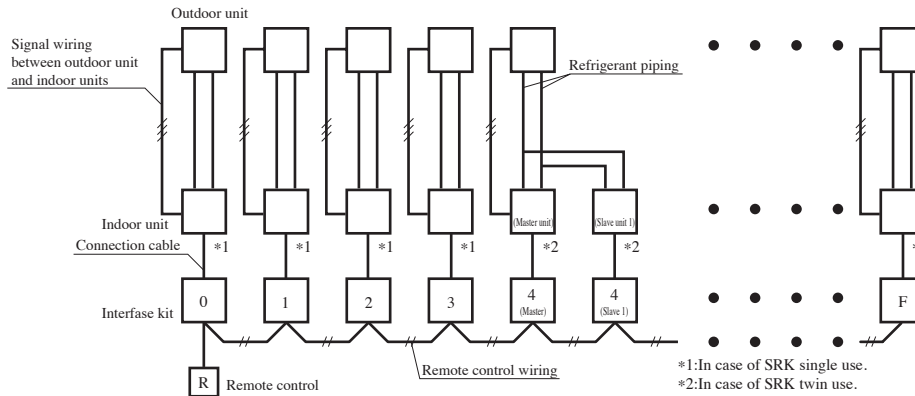 Outdoor unit
Signal wiring
between outdoor unit
and indoor units
Refrigerant piping
(Master unit)
(Slave unit 1)
Indoor unit
*1
*1
*1
*1
*2
*2
*
Connection cable
Interfase kit
0
1
2
3
4
(Master)
4
(Slave 1)
F
R
Remote control
Remote control wiring
*1:In case of SRK single use.
*2:In case of SRK twin use.